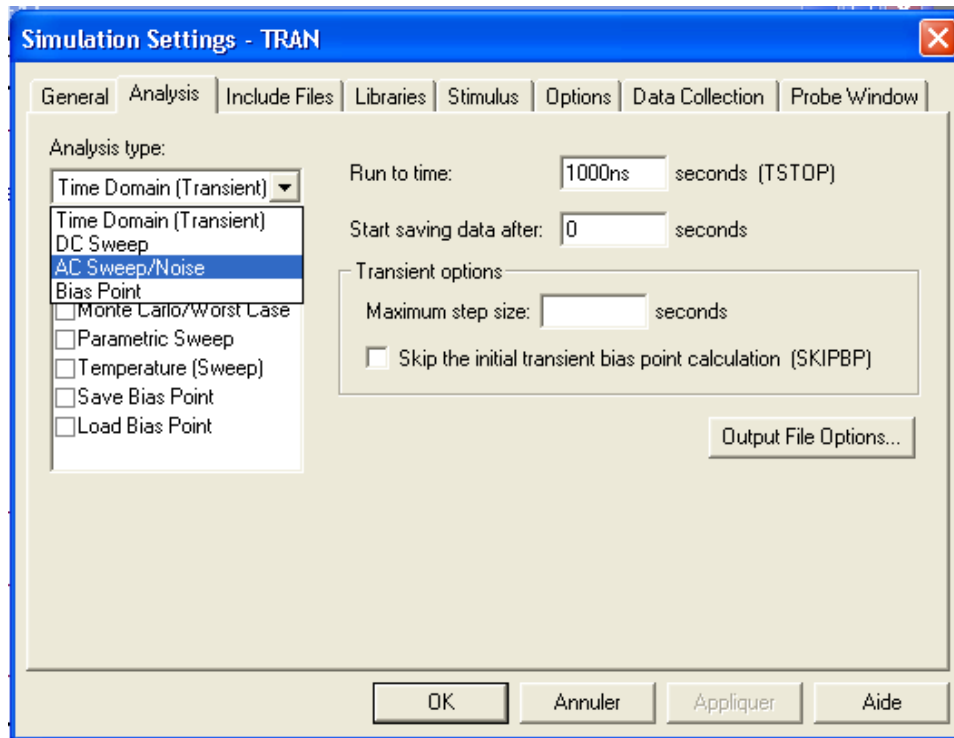 Simulation Settings - TRAN
General Analysis Include Files Libraries Stimulus Options Data Collection Probe Window
Analysis type:
Time Domain (Transient)
Time Domain (Transient)
DC Sweep
AC Sweep/Noise
Bias Point
Monte Carlo/Worst Case
Parametric Sweep
Temperature (Sweep)
Save Bias Point
Load Bias Point
Run to time: 1000ns seconds (TSTOP)
Start saving data after: 0 seconds
Transient options
Maximum step size: seconds
Skip the initial transient bias point calculation (SKIPBP)
Output File Options...
OK Annuler Appliquer Aide